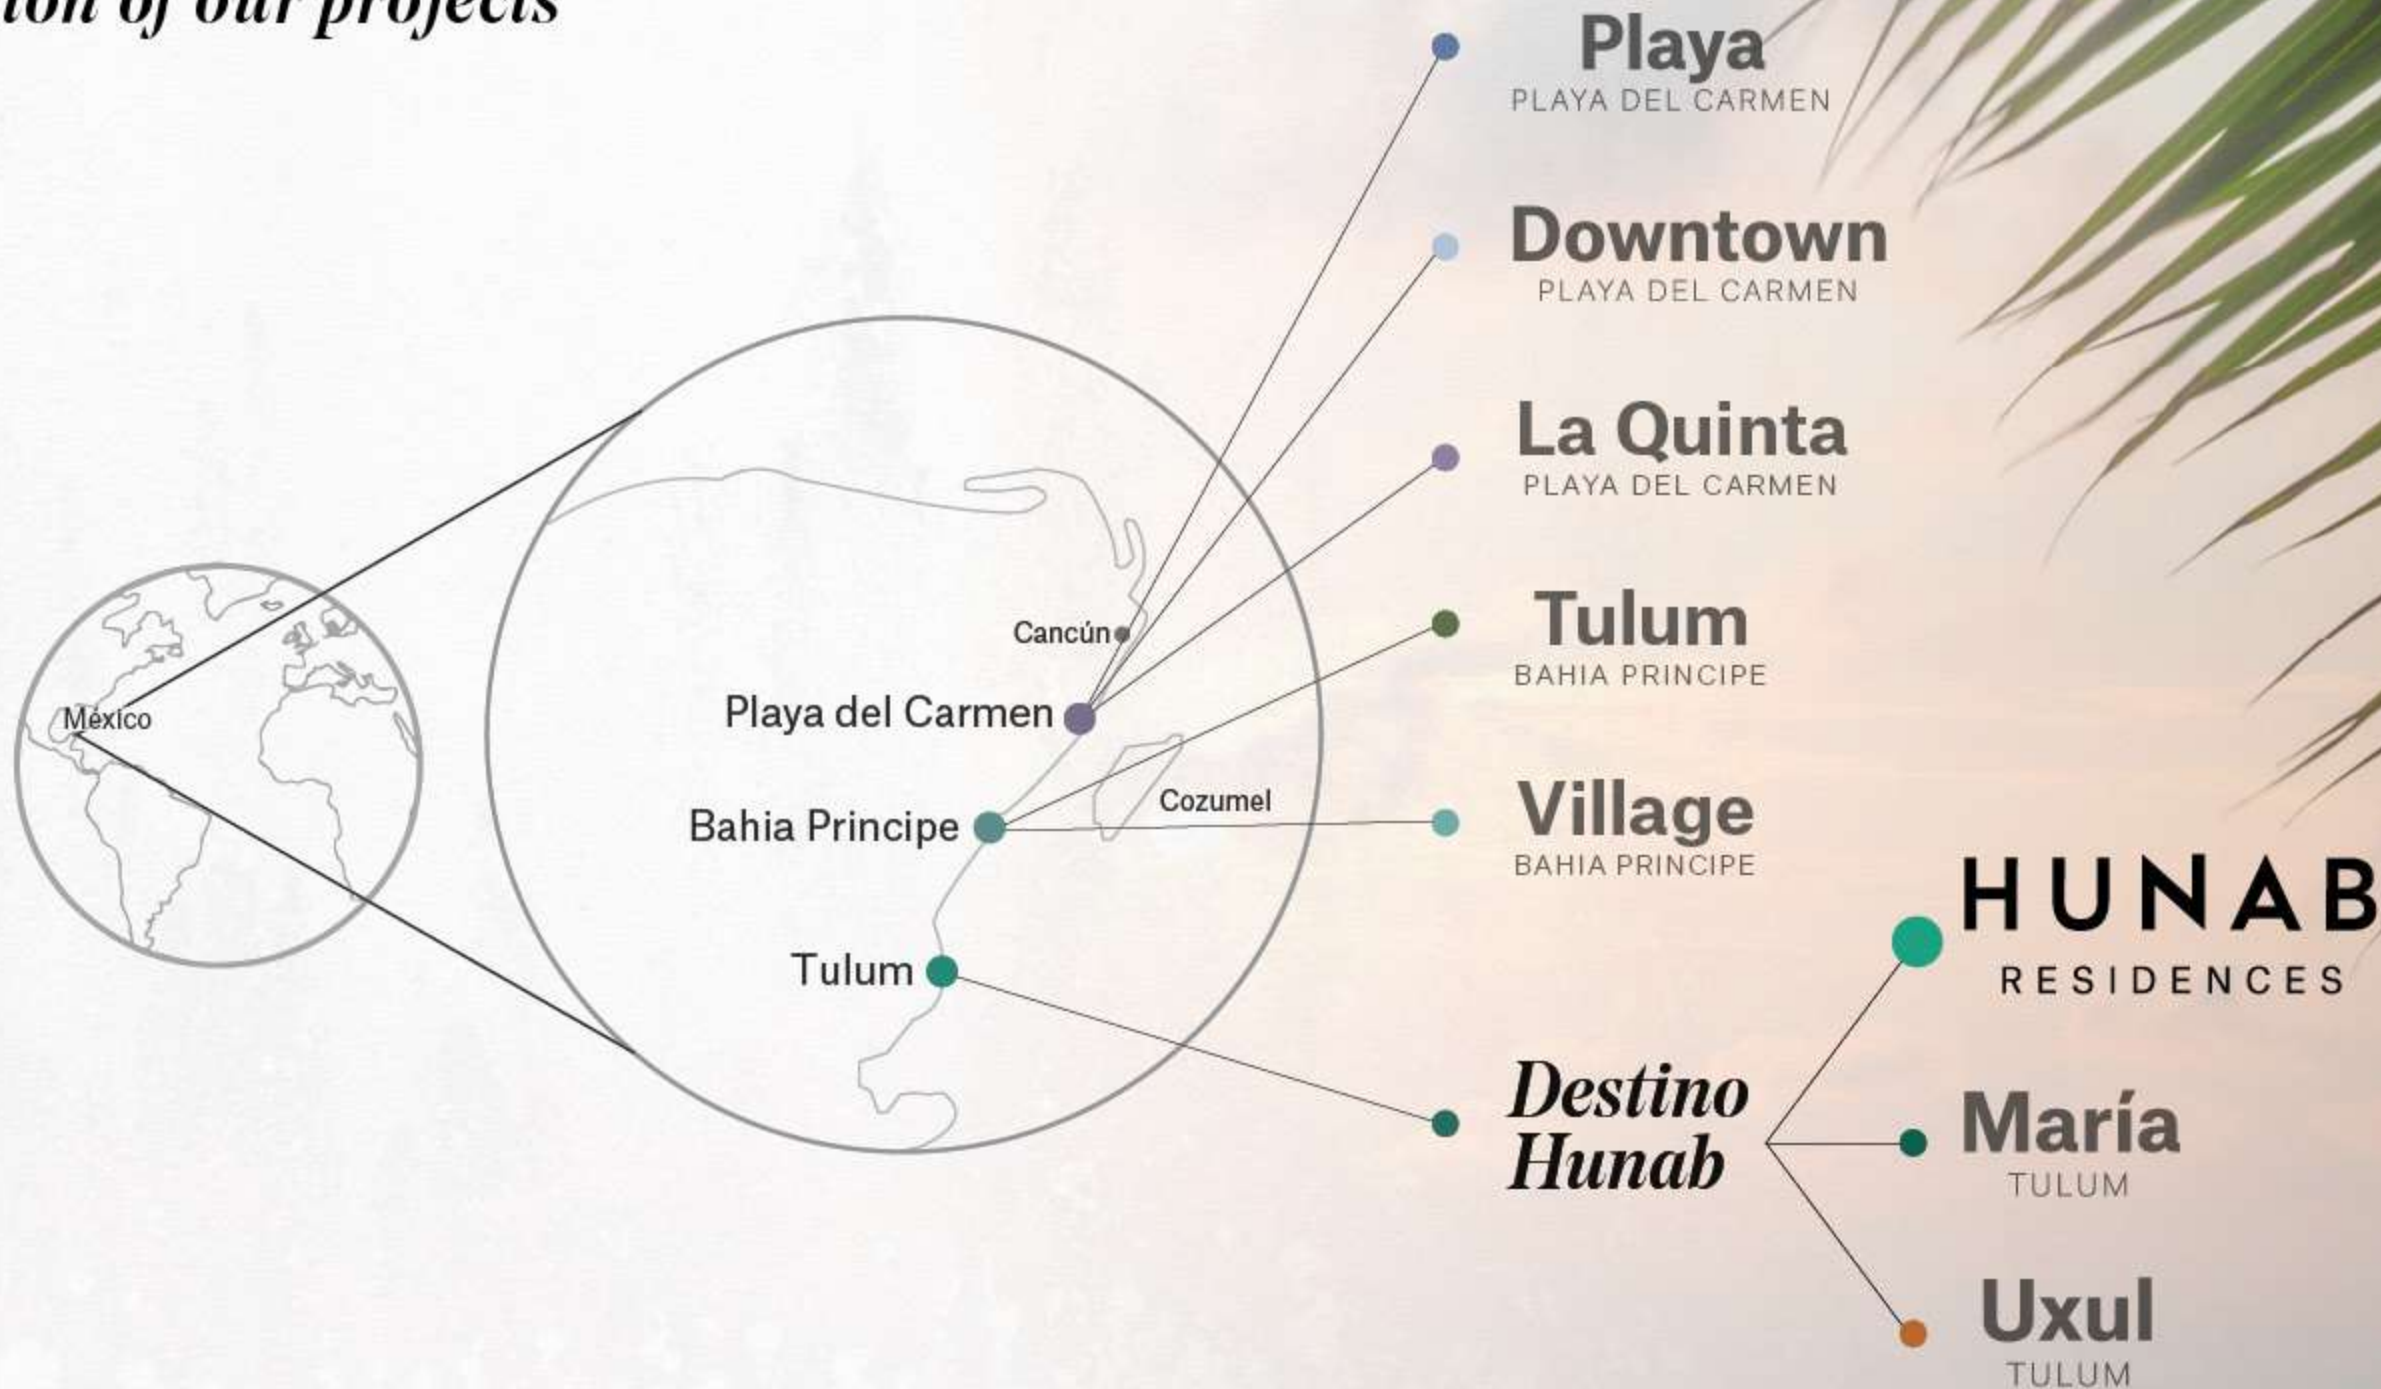 of our projects
Playa
PLAYA DEL CARMEN
Downtown
PLAYA DEL CARMEN
La Quinta
PLAYA DEL CARMEN
Tulum
BAHIA PRINCIPE
Village
BAHIA PRINCIPE
México
Cancún
Playa del Carmen
Cozumel
Bahia Principe
Tulum
Destino
Hunab
HUNAB
RESIDENCES
María
TULUM
Uxul
TULUM